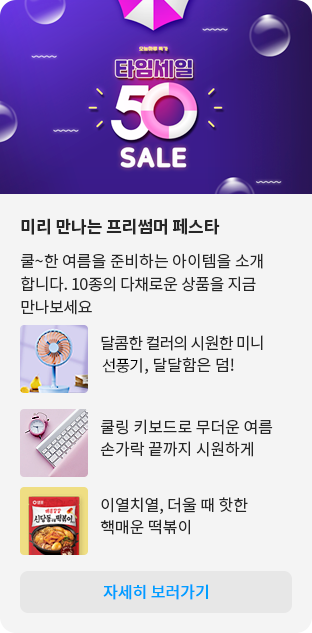 오늘만의 특가
타임세일
50
SALE
미리 만나는 프리썸머 페스타
쿨~한 여름을 준비하는 아이템을 소개
합니다. 10종의 다채로운 상품을 지금
만나보세요
달콤한 컬러의 시원한 미니
선풍기, 달달함은 덤!
쿨링 키보드로 무더운 여름
손가락 끝까지 시원하게
신당동
떡볶이
이열치열, 더울 때 핫한
핵매운 떡볶이
자세히 보러가기